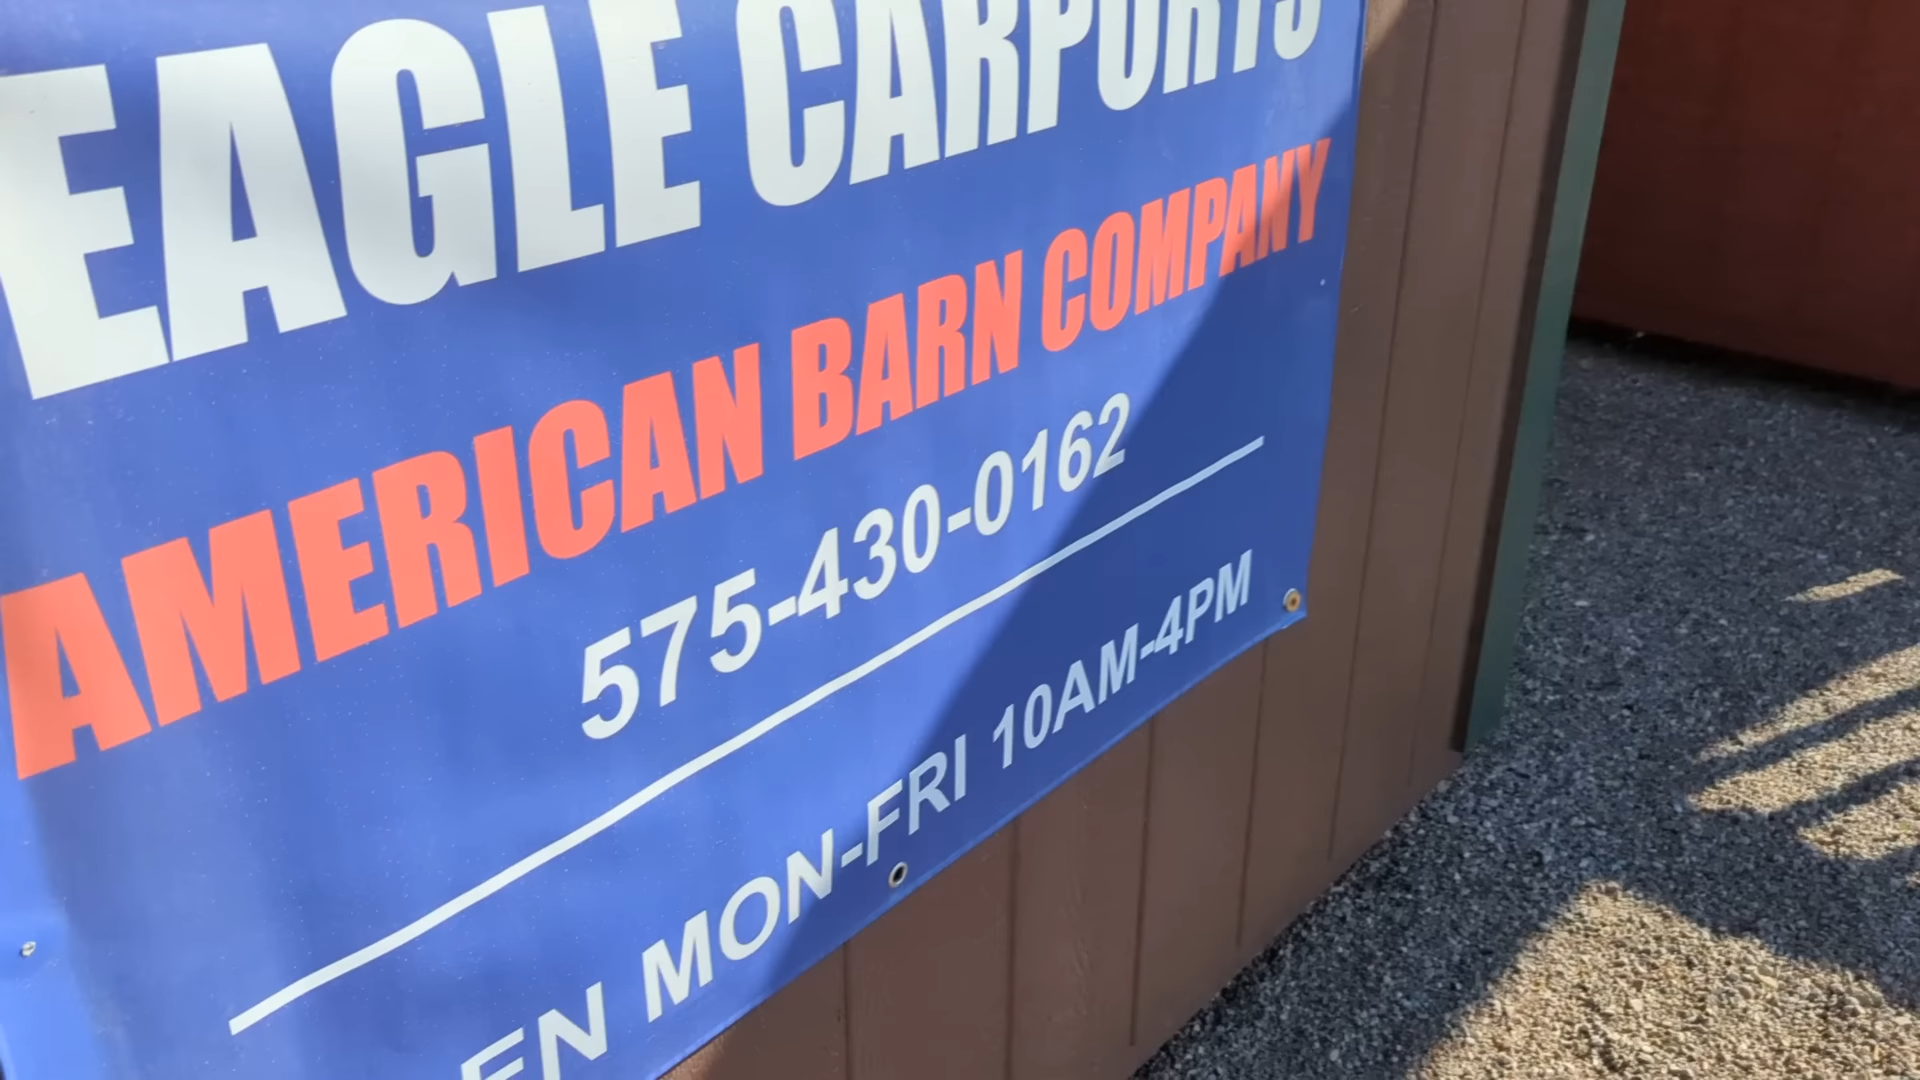 EAGLE CARPORTS
AMERICAN BARN COMPANY
575-430-0162
EN MON-FRI 10AM-4PM